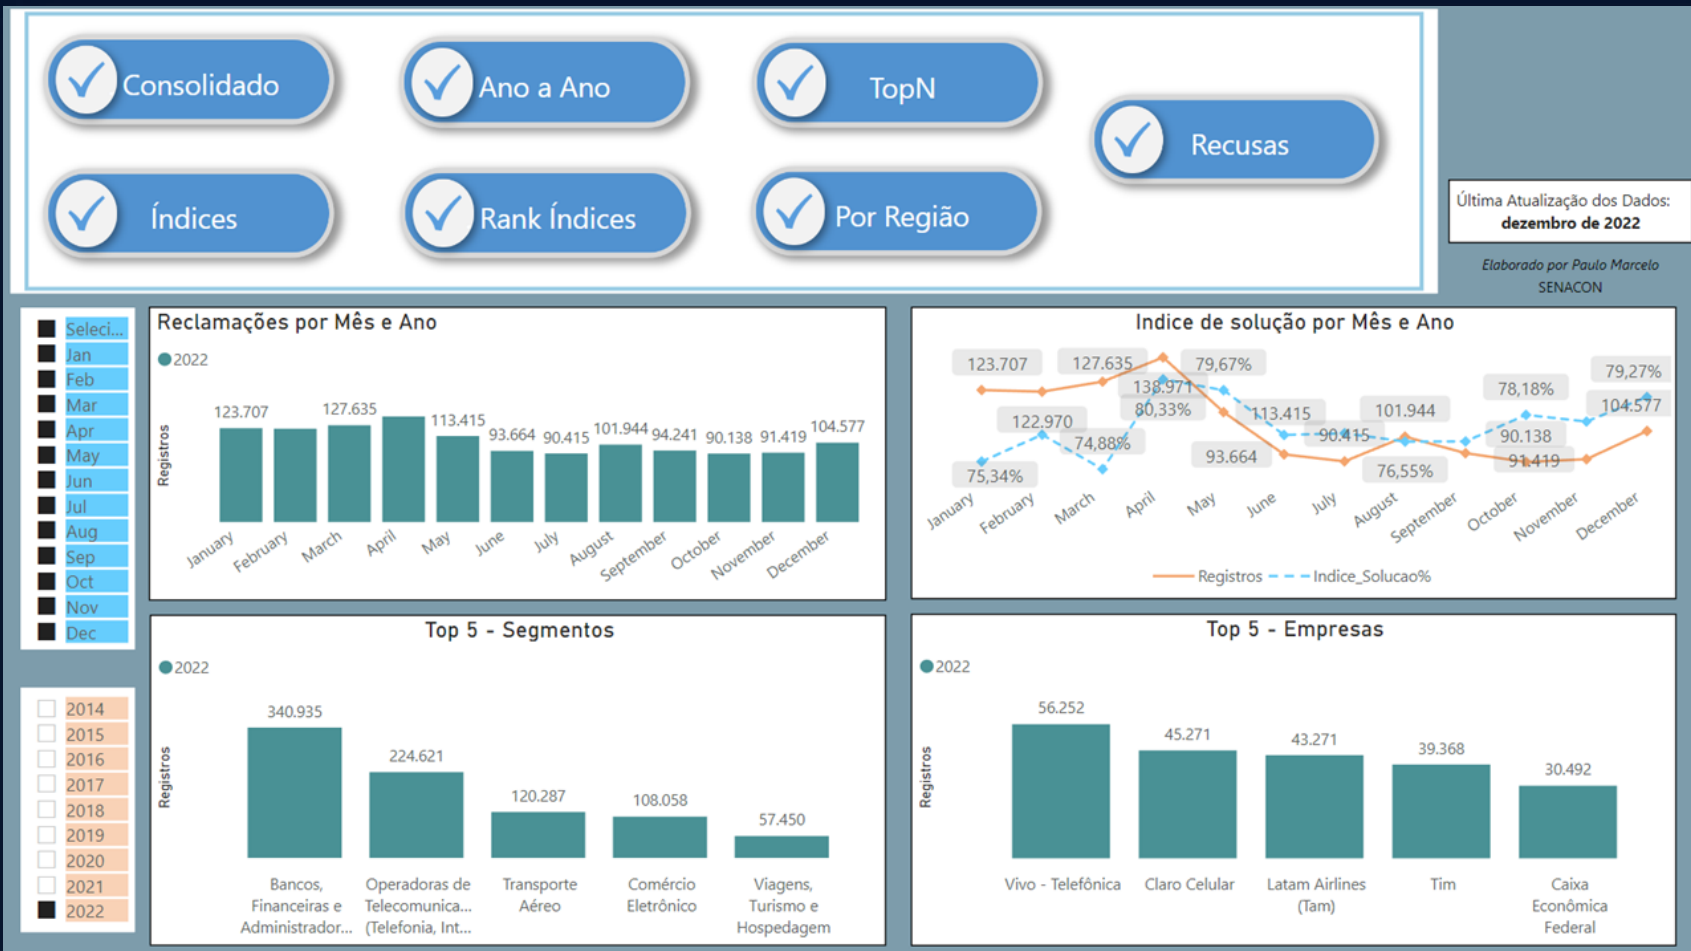 Consolidado
Ano a Ano
TopN
Recusas
Índices
Rank Índices
Por Região
Última Atualização dos Dados:
dezembro de 2022
Elaborado por Paulo Marcelo
SENACON
Seleci...
Jan
Feb
Mar
Apr
May
Jun
Jul
Aug
Sep
Oct
Nov
Dec
2014
2015
2016
2017
2018
2019
2020
2021
2022
Reclamações por Mês e Ano
2022
Registros
123.707
127.635
113.415
93.664
90.415
101.944
94.241
90.138
91.419
104.577
January
February
March
April
May
June
July
August
September
October
November
December
Indice de solução por Mês e Ano
123.707
127.635
79,67%
138.971
80,33%
122.970
74,88%
75,34%
113.415
93.664
90.415
101.944
76,55%
78,18%
90.138
91.419
79,27%
104.577
January
February
March
April
May
June
July
August
September
October
November
December
Registros
Indice_Solucao%
Top 5 - Segmentos
2022
Registros
340.935
224.621
120.287
108.058
57.450
Bancos,
Financeiras e
Administrador...
Operadoras de
Telecomunica...
(Telefonia, Int...
Transporte
Aéreo
Comércio
Eletrônico
Viagens,
Turismo e
Hospedagem
Top 5 - Empresas
2022
Registros
56.252
45.271
43.271
39.368
30.492
Vivo - Telefônica
Claro Celular
Latam Airlines
(Tam)
Tim
Caixa
Econômica
Federal